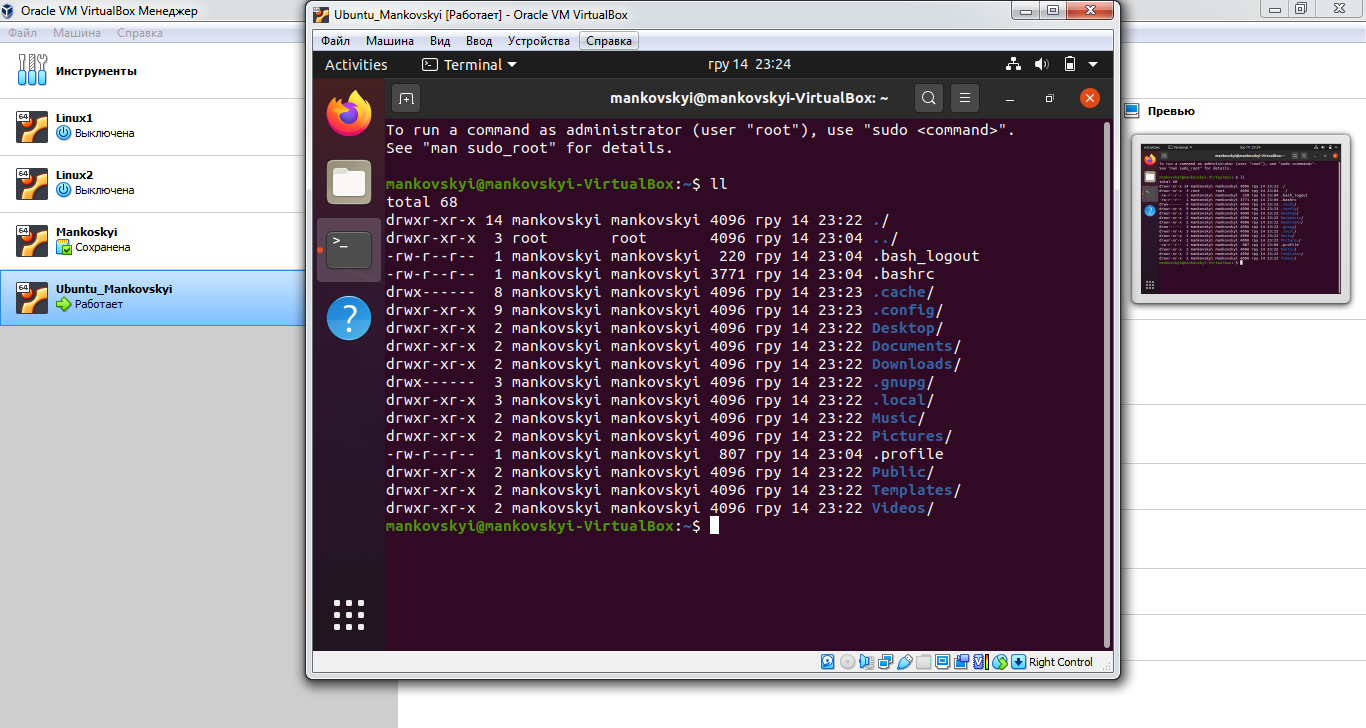 Oracle VM VirtualBox Менеджер
Файл Машина Справка
Инструменты
64
Linux1
Выключена
64
Linux2
Выключена
64
Mankoskyi
Сохранена
64
Ubuntu_Mankovskyi
Работает
Ubuntu_Mankovskyi [Работает] - Oracle VM VirtualBox
Файл Машина Вид Ввод Устройства Справка
Activities Terminal гру 14 23:24
mankovskyi@mankovskyi-VirtualBox: ~
To run a command as administrator (user "root"), use "sudo <command>".
See "man sudo_root" for details.
mankovskyi@mankovskyi-VirtualBox:~$ ll
total 68
drwxr-xr-x 14 mankovskyi mankovskyi 4096 гру 14 23:22 ./
drwxr-xr-x  3 root       root       4096 гру 14 23:04 ../
-rw-r--r--  1 mankovskyi mankovskyi  220 гру 14 23:04 .bash_logout
-rw-r--r--  1 mankovskyi mankovskyi 3771 гру 14 23:04 .bashrc
drwx------  8 mankovskyi mankovskyi 4096 гру 14 23:23 .cache/
drwxr-xr-x  9 mankovskyi mankovskyi 4096 гру 14 23:23 .config/
drwxr-xr-x  2 mankovskyi mankovskyi 4096 гру 14 23:22 Desktop/
drwxr-xr-x  2 mankovskyi mankovskyi 4096 гру 14 23:22 Documents/
drwxr-xr-x  2 mankovskyi mankovskyi 4096 гру 14 23:22 Downloads/
drwx------  3 mankovskyi mankovskyi 4096 гру 14 23:22 .gnupg/
drwxr-xr-x  3 mankovskyi mankovskyi 4096 гру 14 23:22 .local/
drwxr-xr-x  2 mankovskyi mankovskyi 4096 гру 14 23:22 Music/
drwxr-xr-x  2 mankovskyi mankovskyi 4096 гру 14 23:22 Pictures/
-rw-r--r--  1 mankovskyi mankovskyi  807 гру 14 23:04 .profile
drwxr-xr-x  2 mankovskyi mankovskyi 4096 гру 14 23:22 Public/
drwxr-xr-x  2 mankovskyi mankovskyi 4096 гру 14 23:22 Templates/
drwxr-xr-x  2 mankovskyi mankovskyi 4096 гру 14 23:22 Videos/
mankovskyi@mankovskyi-VirtualBox:~$
Right Control
Превью